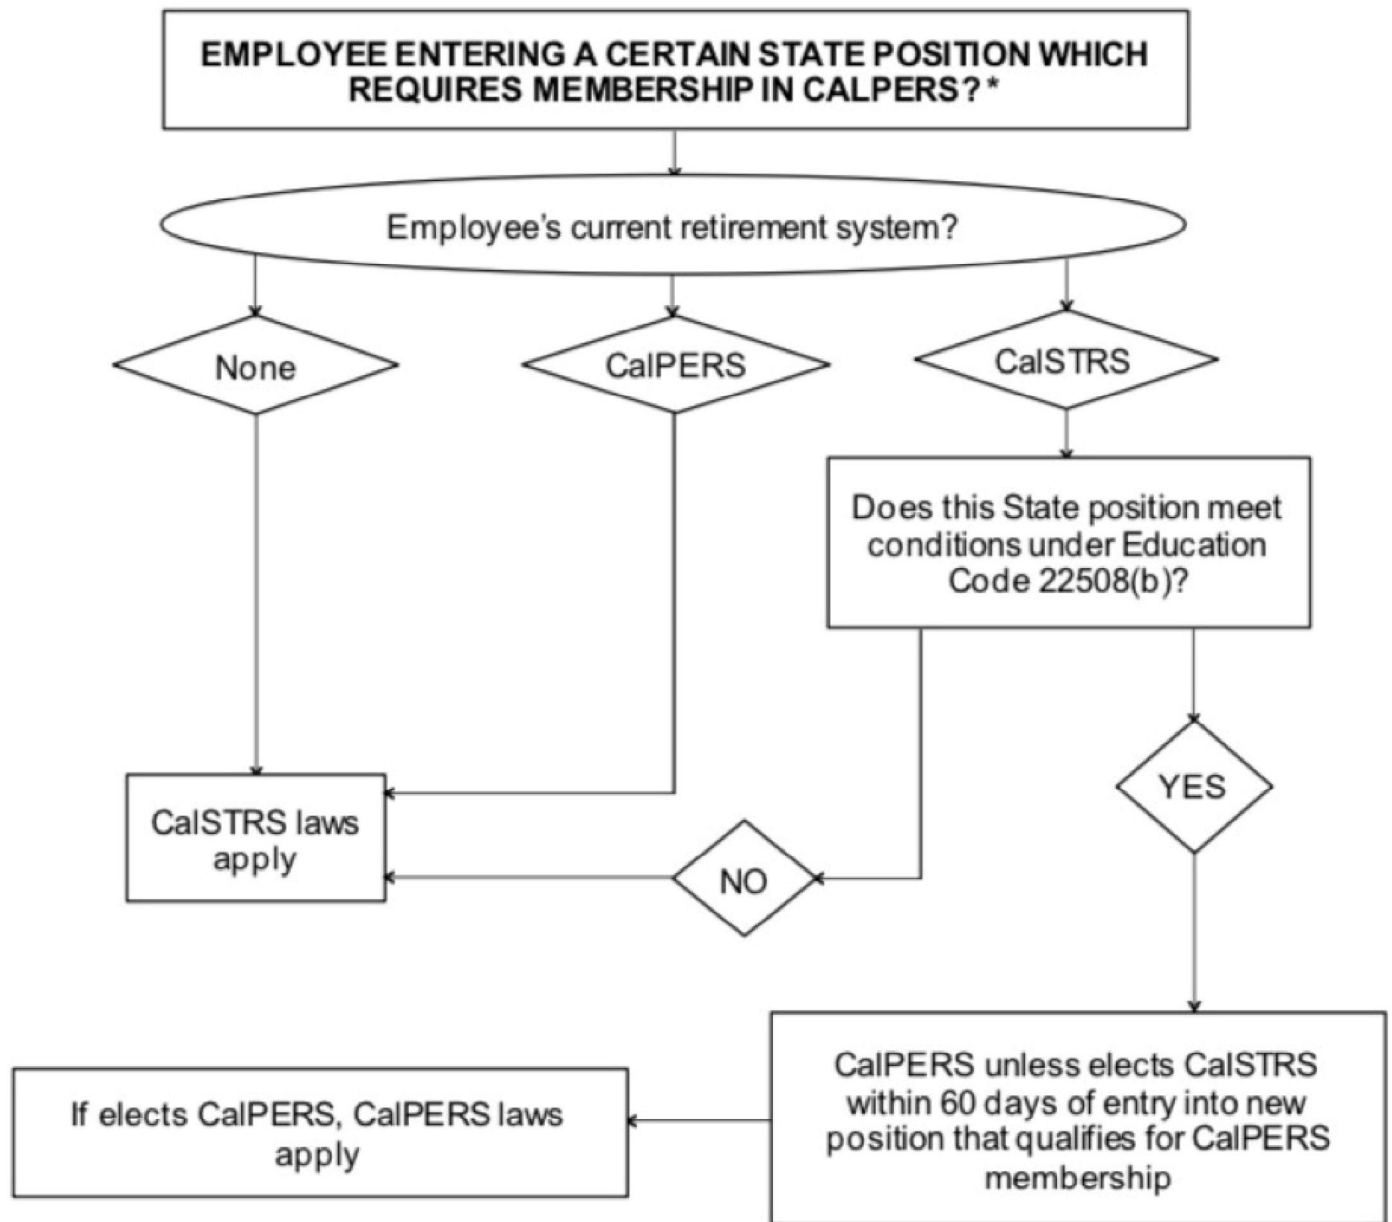 EMPLOYEE ENTERING A CERTAIN STATE POSITION WHICH
REQUIRES MEMBERSHIP IN CALPERS? *
Employee's current retirement system?
None
CalPERS
CalSTRS
Does this State position meet
conditions under Education
Code 22508(b)?
YES
CalSTRS laws
apply
NO
CalPERS unless elects CalSTRS
within 60 days of entry into new
position that qualifies for CalPERS
membership
If elects CalPERS, CalPERS laws
apply